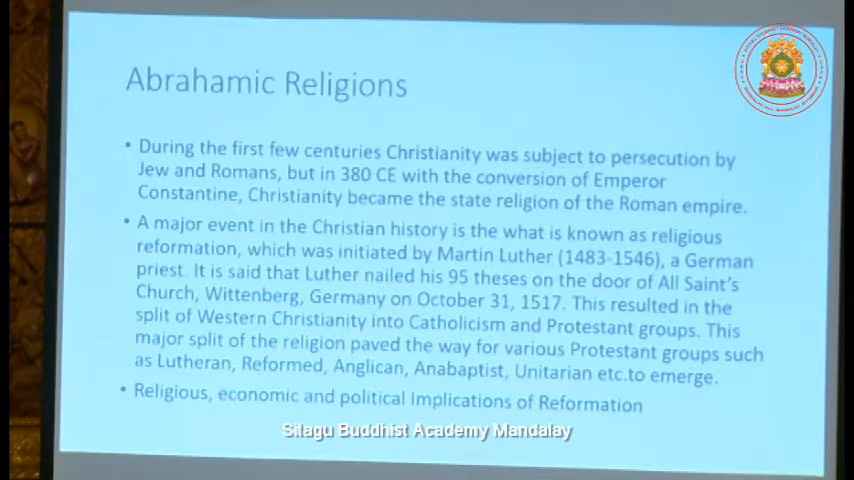 Abrahamic Religions
• During the first few centuries Christianity was subject to persecution by
Jew and Romans, but in 380 CE with the conversion of Emperor
Constantine, Christianity became the state religion of the Roman empire.
• A major event in the Christian history is the what is known as religious
reformation, which was initiated by Martin Luther (1483-1546), a German
priest. It is said that Luther nailed his 95 theses on the door of All Saint's
Church, Wittenberg, Germany on October 31, 1517. This resulted in the
split of Western Christianity into Catholicism and Protestant groups. This
major split of the religion paved the way for various Protestant groups such
as Lutheran, Reformed, Anglican, Anabaptist, Unitarian etc.to emerge.
• Religious, economic and political Implications of Reformation
Sitagu Buddhist Academy Mandalay